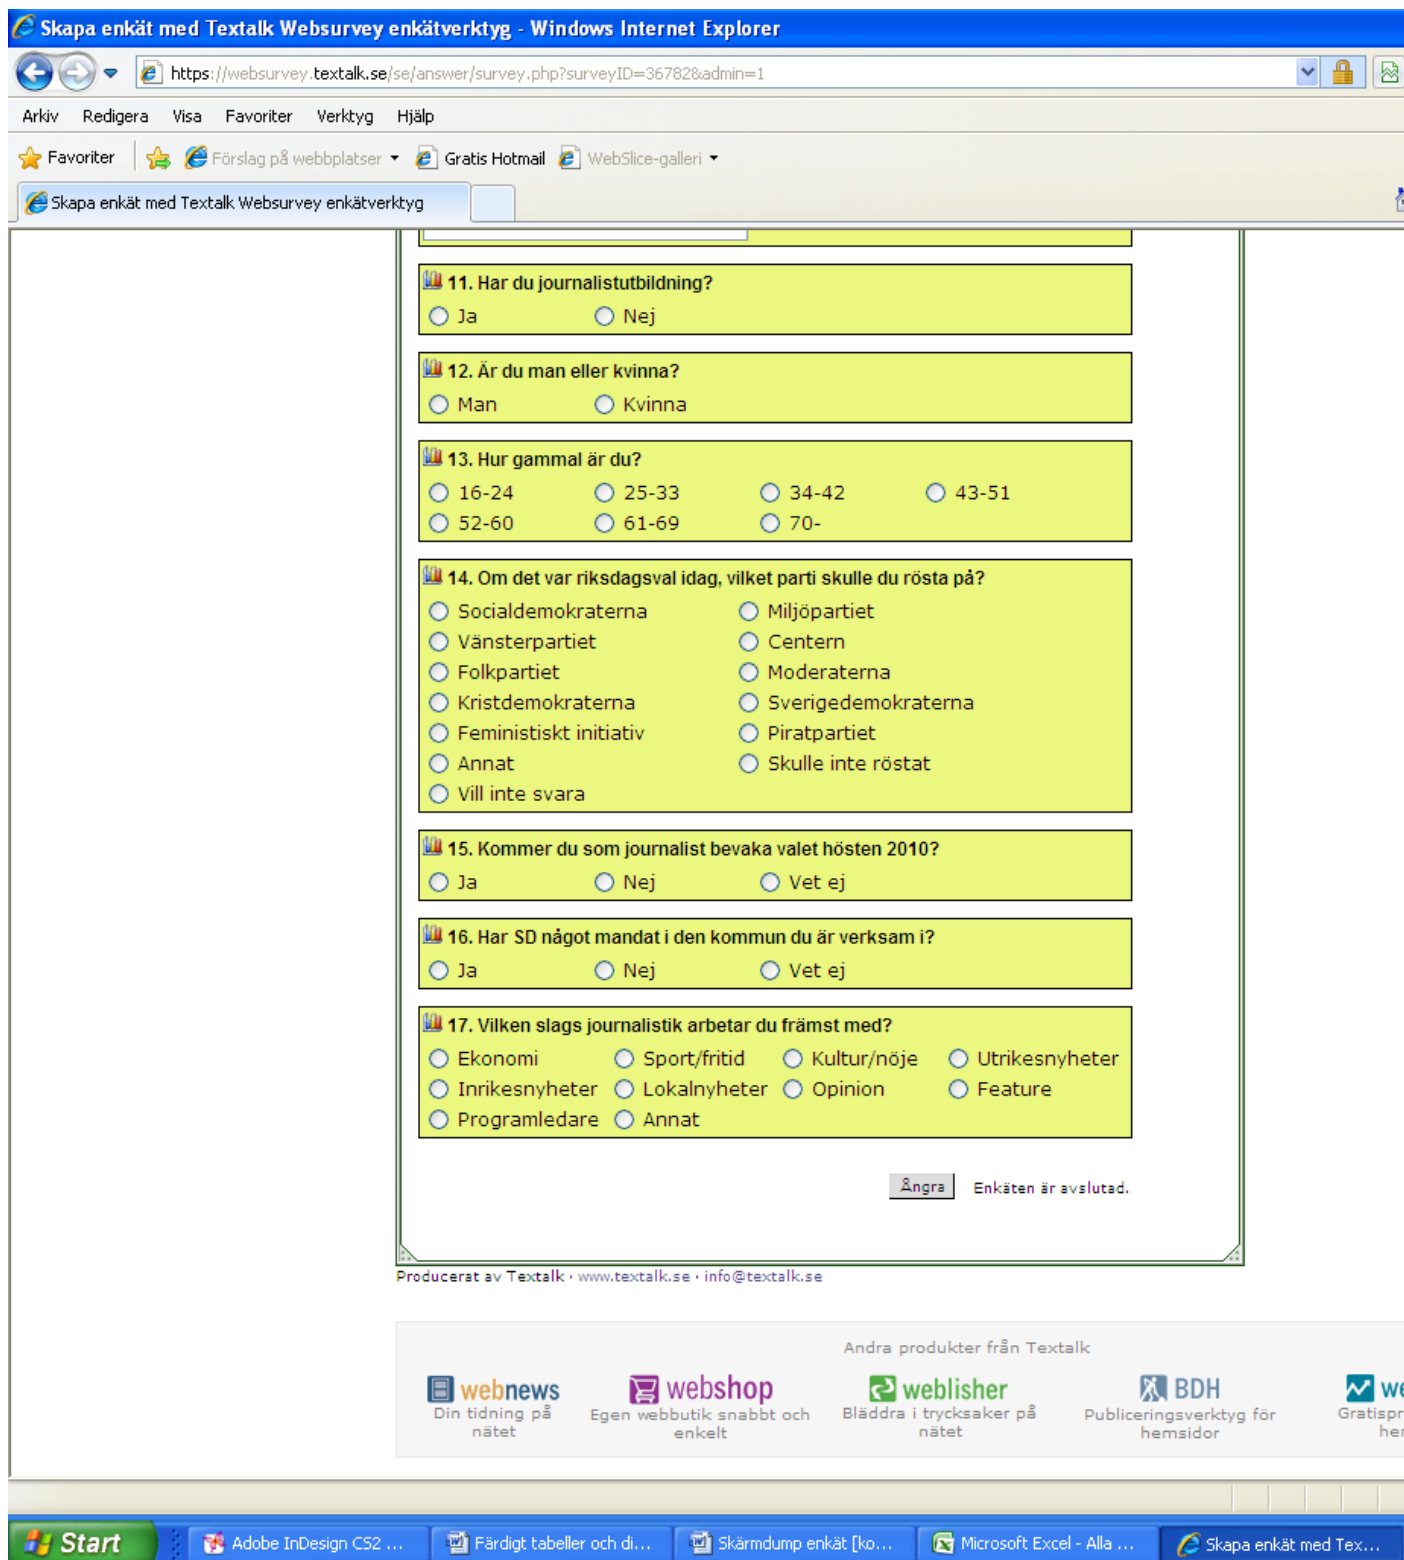 Skapa enkät med Textalk Websurvey enkätverktyg - Windows Internet Explorer
https://websurvey.textalk.se/se/answer/survey.php?surveyID=36782&admin=1
Arkiv Redigera Visa Favoriter Verktyg Hjälp
Favoriter Förslag på webbplatser Gratis Hotmail WebSlice-galleri
Skapa enkät med Textalk Websurvey enkätverktyg
11. Har du journalistutbildning?
Ja Nej
12. Är du man eller kvinna?
Man Kvinna
13. Hur gammal är du?
16-24 25-33 34-42 43-51
52-60 61-69 70-
14. Om det var riksdagsval idag, vilket parti skulle du rösta på?
Socialdemokraterna Miljöpartiet
Vänsterpartiet Centern
Folkpartiet Moderaterna
Kristdemokraterna Sverigedemokraterna
Feministiskt initiativ Piratpartiet
Annat Skulle inte röstat
Vill inte svara
15. Kommer du som journalist bevaka valet hösten 2010?
Ja Nej Vet ej
16. Har SD något mandat i den kommun du är verksam i?
Ja Nej Vet ej
17. Vilken slags journalistik arbetar du främst med?
Ekonomi Sport/fritid Kultur/nöje Utrikesnyheter
Inrikesnyheter Lokalnyheter Opinion Feature
Programledare Annat
Ångra Enkäten är avslutad.
Producerat av Textalk · www.textalk.se · info@textalk.se
Andra produkter från Textalk
webnews webshop weblisher BDH we
Din tidning på nätet Egen webbutik snabbt och enkelt Bläddra i trycksaker på nätet Publiceringsverktyg för hemsidor Gratispr her
Start Adobe InDesign CS2 ... Färdigt tabeller och di... Skärmdump enkät [ko... Microsoft Excel - Alla ... Skapa enkät med Tex...